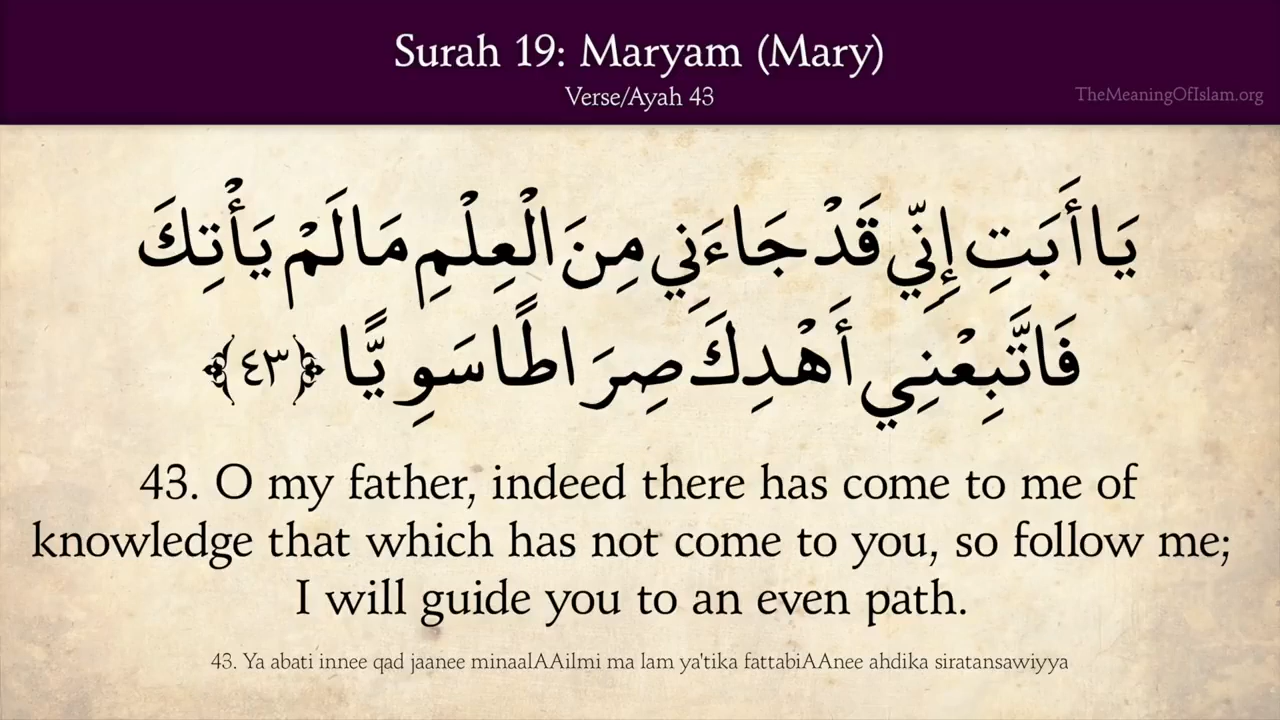 Surah 19: Maryam (Mary)
Verse/Ayah 43
TheMeaningOfIslam.org
يَا أَبَتِ إِنِّي قَدْ جَاءَنِي مِنَ الْعِلْمِ مَا لَمْ يَأْتِكَ
فَاتَّبِعْنِي أَهْدِكَ صِرَاطًا سَوِيًّا ﴿٤٣﴾
43. O my father, indeed there has come to me of
knowledge that which has not come to you, so follow me;
I will guide you to an even path.
43. Ya abati innee qad jaanee minaalAAilmi ma lam ya'tika fattabiAAnee ahdika siratansawiyya